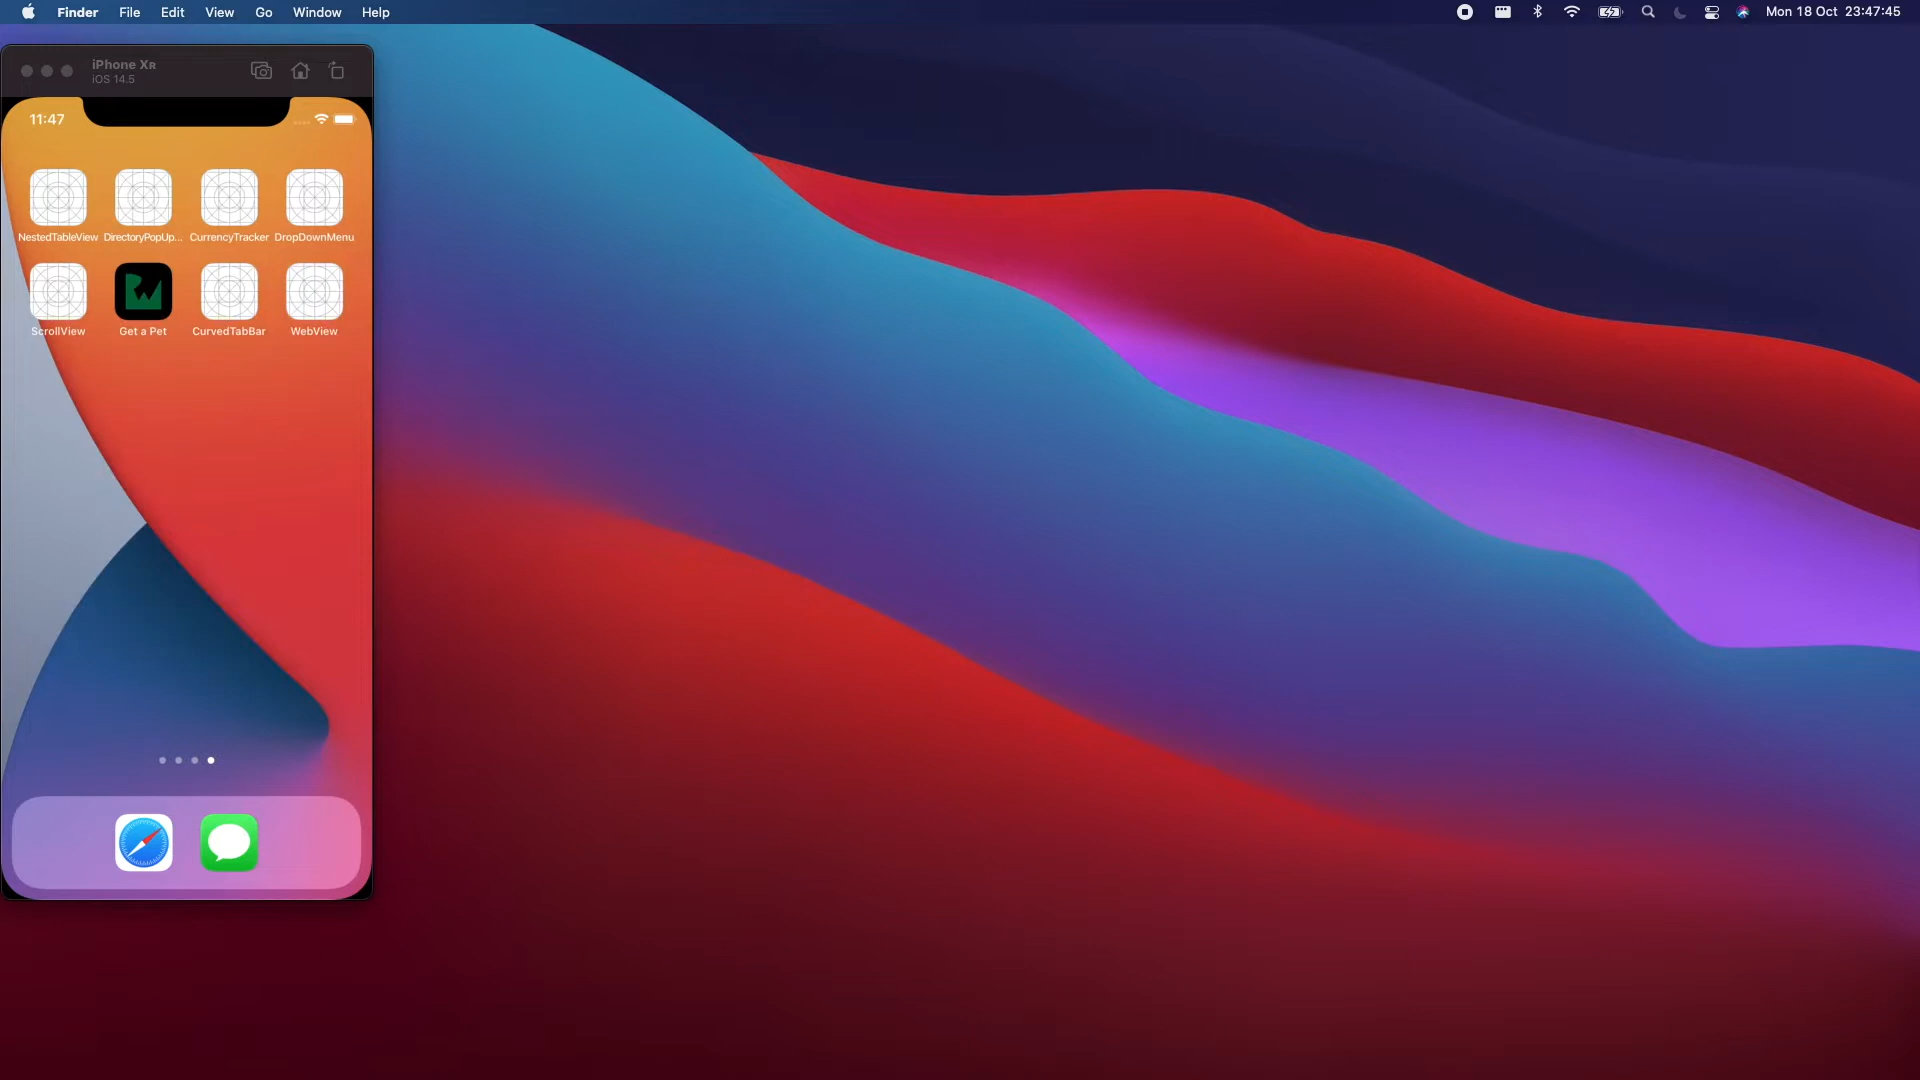 Finder File Edit View Go Window Help Mon 18 Oct 23:47:45
iPhone XR
iOS 14.5
11:47
NestedTableView DirectoryPopUp... CurrencyTracker DropDownMenu
ScrollView Get a Pet CurvedTabBar WebView